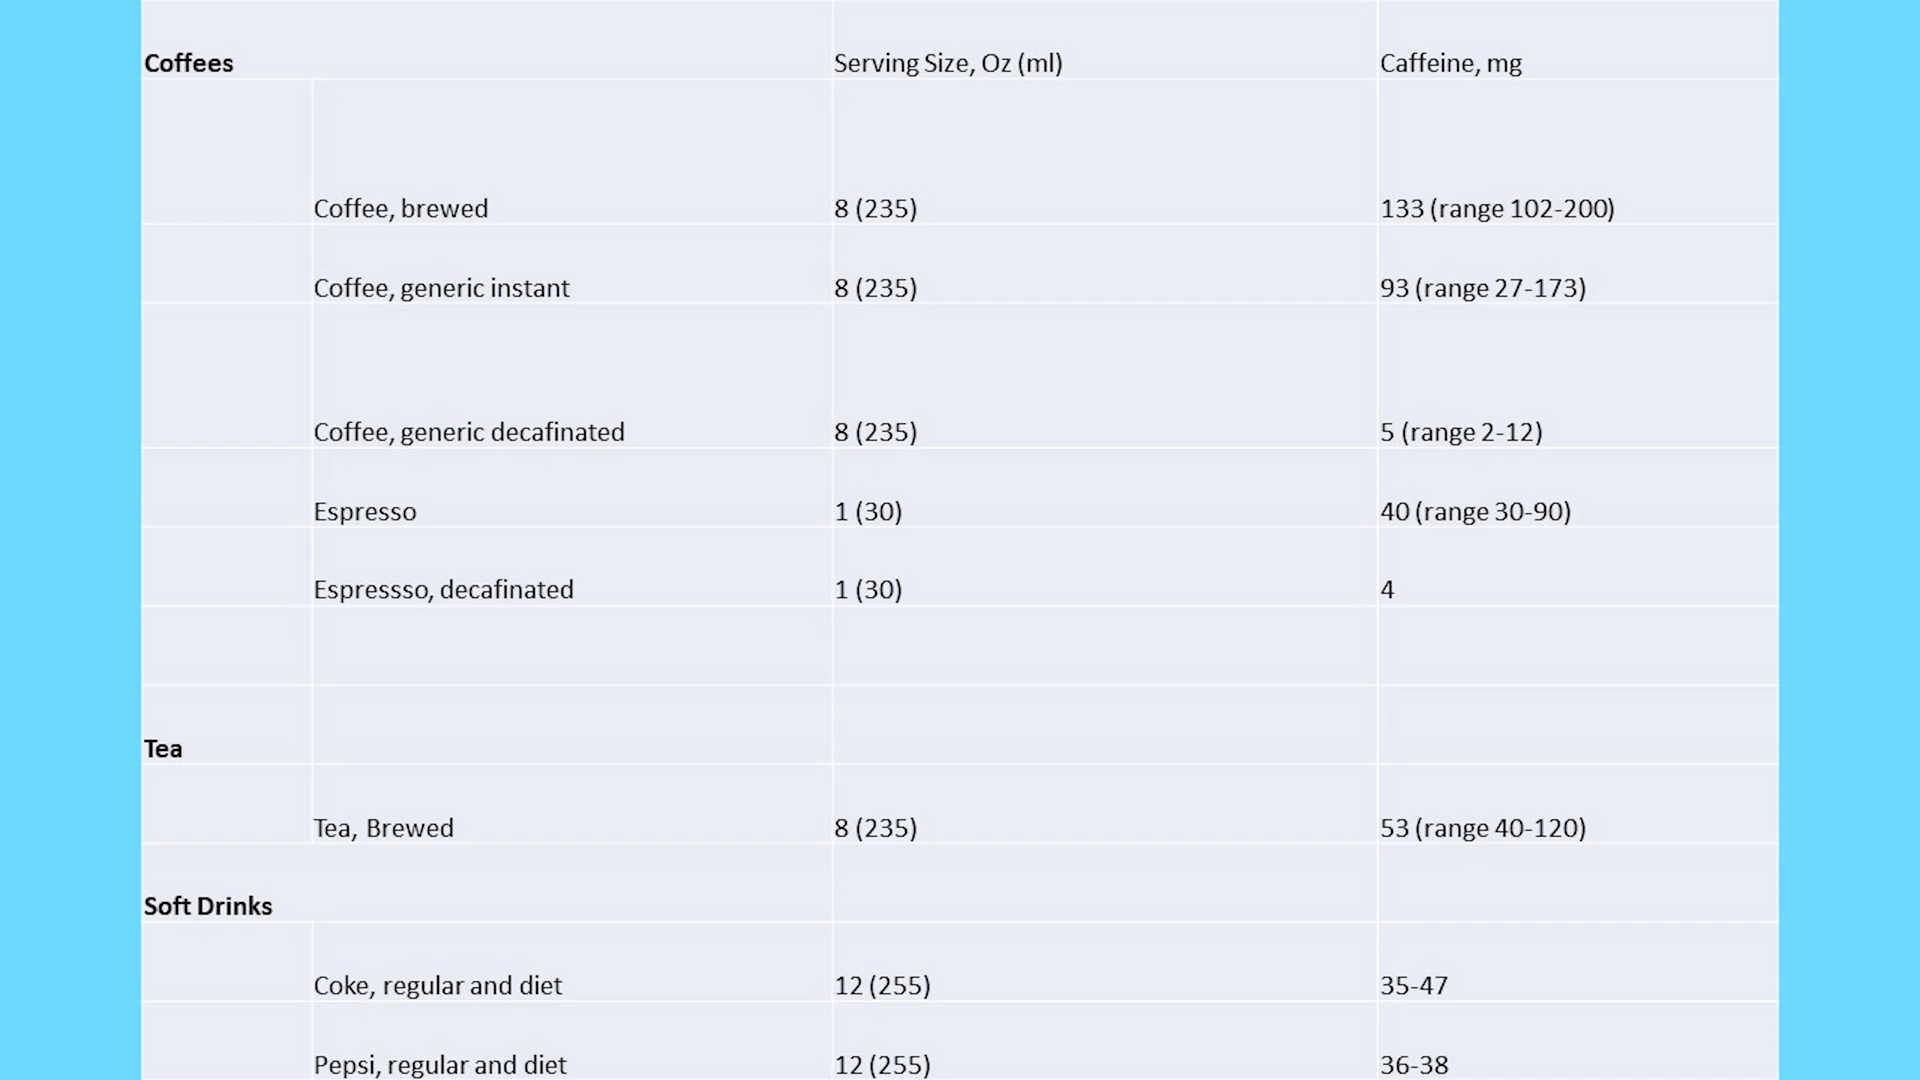 Coffees Serving Size, Oz (ml) Caffeine, mg
Coffee, brewed 8 (235) 133 (range 102-200)
Coffee, generic instant 8 (235) 93 (range 27-173)
Coffee, generic decafinated 8 (235) 5 (range 2-12)
Espresso 1 (30) 40 (range 30-90)
Espressso, decafinated 1 (30) 4
Tea
Tea, Brewed 8 (235) 53 (range 40-120)
Soft Drinks
Coke, regular and diet 12 (255) 35-47
Pepsi, regular and diet 12 (255) 36-38